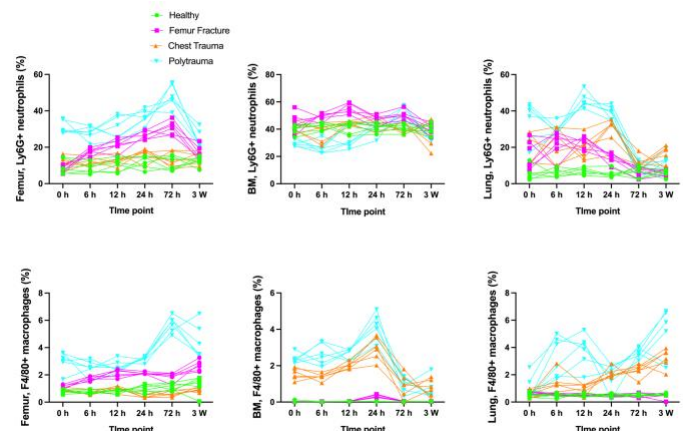 Healthy
Femur Fracture
Chest Trauma
Polytrauma
Femur, Ly6G+ neutrophils (%)
60
40
20
0
0 h 6 h 12 h 24 h 72 h 3 W
TIme point
BM, Ly6G+ neutrophils (%)
80
60
40
20
0
0 h 6 h 12 h 24 h 72 h 3 W
TIme point
Lung, Ly6G+ neutrophils (%)
60
40
20
0
0 h 6 h 12 h 24 h 72 h 3 W
TIme point
Femur, F4/80+ macrophages (%)
8
6
4
2
0
0 h 6 h 12 h 24 h 72 h 3 W
TIme point
BM, F4/80+ macrophages (%)
6
4
2
0
0 h 6 h 12 h 24 h 72 h 3 W
TIme point
Lung, F4/80+ macrophages (%)
8
6
4
2
0
0 h 6 h 12 h 24 h 72 h 3 W
TIme point